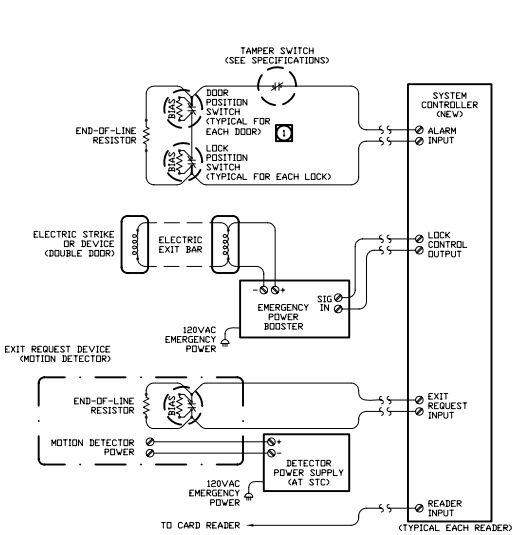 TAMPER SWITCH
(SEE SPECIFICATIONS)
SYSTEM
CONTROLLER
(NEW)
BIAS
DOOR
POSITION
SWITCH
(TYPICAL FOR
EACH DOOR)
1
END-OF-LINE
RESISTOR
ALARM
INPUT
BIAS
LOCK
POSITION
SWITCH
(TYPICAL FOR EACH LOCK)
ELECTRIC STRIKE
OR DEVICE
(DOUBLE DOOR)
ELECTRIC
EXIT BAR
LOCK
CONTROL
OUTPUT
- +
SIG
IN
EMERGENCY
POWER
BOOSTER
120VAC
EMERGENCY
POWER
EXIT REQUEST DEVICE
(MOTION DETECTOR)
END-OF-LINE
RESISTOR
BIAS
EXIT
REQUEST
INPUT
MOTION DETECTOR
POWER
+
-
DETECTOR
POWER SUPPLY
(AT STC)
120VAC
EMERGENCY
POWER
READER
INPUT
TO CARD READER
(TYPICAL EACH READER)